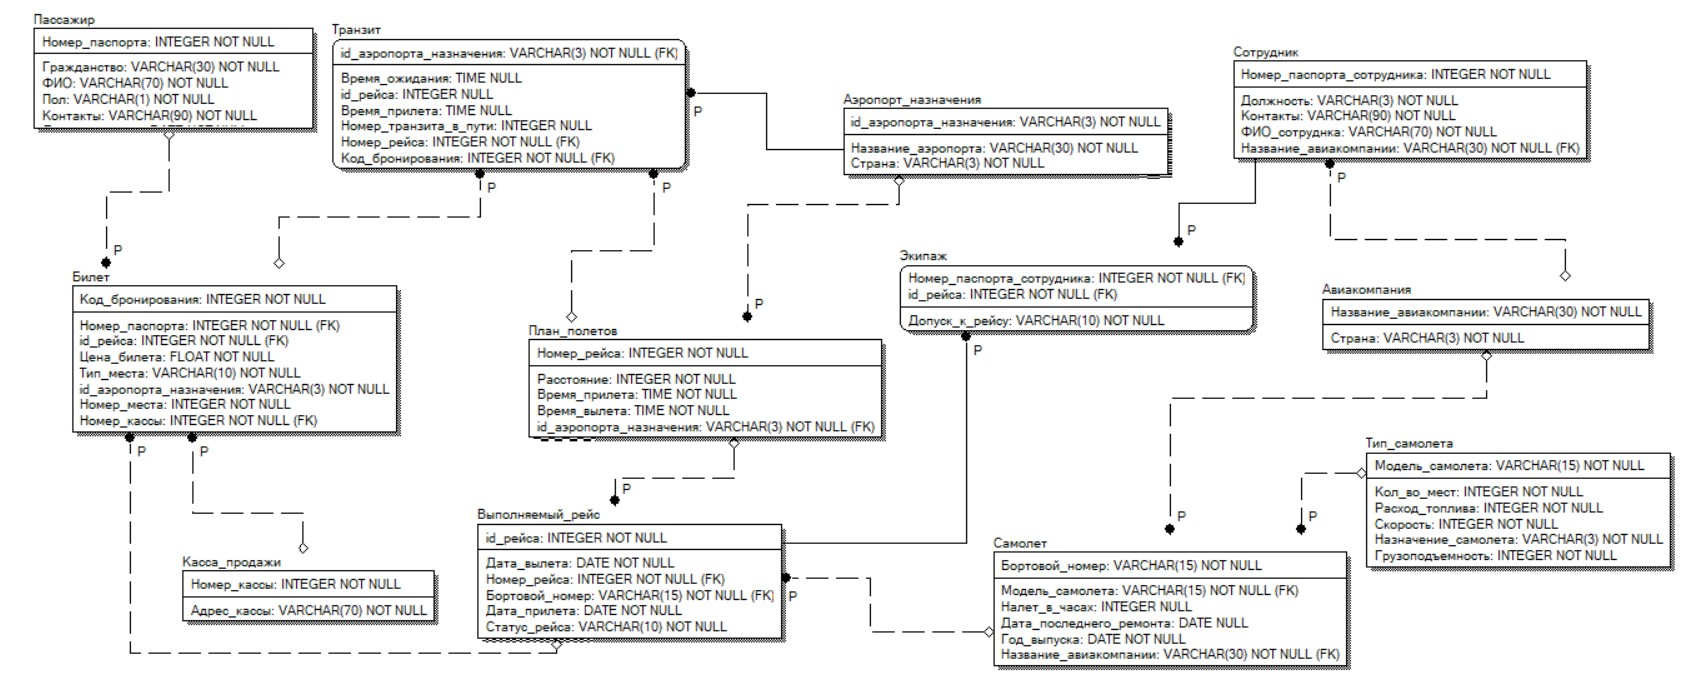 Пассажир
Номер_паспорта: INTEGER NOT NULL
Гражданство: VARCHAR(30) NOT NULL
ФИО: VARCHAR(70) NOT NULL
Пол: VARCHAR(1) NOT NULL
Контакты: VARCHAR(90) NOT NULL
Транзит
id_аэропорта_назначения: VARCHAR(3) NOT NULL (FK)
Время_ожидания: TIME NULL
id_рейса: INTEGER NULL
Время_прилета: TIME NULL
Номер_транзита_в_пути: INTEGER NULL
Номер_рейса: INTEGER NOT NULL (FK)
Код_бронирования: INTEGER NOT NULL (FK)
P
P
P
Аэропорт_назначения
id_аэропорта_назначения: VARCHAR(3) NOT NULL
Название_аэропорта: VARCHAR(30) NOT NULL
Страна: VARCHAR(3) NOT NULL
Сотрудник
Номер_паспорта_сотрудника: INTEGER NOT NULL
Должность: VARCHAR(3) NOT NULL
Контакты: VARCHAR(90) NOT NULL
ФИО_сотруднка: VARCHAR(70) NOT NULL
Название_авиакомпании: VARCHAR(30) NOT NULL (FK)
P
P
P
Билет
Код_бронирования: INTEGER NOT NULL
Номер_паспорта: INTEGER NOT NULL (FK)
id_рейса: INTEGER NOT NULL (FK)
Цена_билета: FLOAT NOT NULL
Тип_места: VARCHAR(10) NOT NULL
id_аэропорта_назначения: VARCHAR(3) NOT NULL
Номер_места: INTEGER NOT NULL
Номер_кассы: INTEGER NOT NULL (FK)
P
P
P
План_полетов
Номер_рейса: INTEGER NOT NULL
Расстояние: INTEGER NOT NULL
Время_прилета: TIME NOT NULL
Время_вылета: TIME NOT NULL
id_аэропорта_назначения: VARCHAR(3) NOT NULL (FK)
Экипаж
Номер_паспорта_сотрудника: INTEGER NOT NULL (FK)
id_рейса: INTEGER NOT NULL (FK)
Допуск_к_рейсу: VARCHAR(10) NOT NULL
P
Авиакомпания
Название_авиакомпании: VARCHAR(30) NOT NULL
Страна: VARCHAR(3) NOT NULL
Касса_продажи
Номер_кассы: INTEGER NOT NULL
Адрес_кассы: VARCHAR(70) NOT NULL
P
Выполняемый_рейс
id_рейса: INTEGER NOT NULL
Дата_вылета: DATE NOT NULL
Номер_рейса: INTEGER NOT NULL (FK)
Бортовой_номер: VARCHAR(15) NOT NULL (FK)
Дата_прилета: DATE NOT NULL
Статус_рейса: VARCHAR(10) NOT NULL
P
P
P
Самолет
Бортовой_номер: VARCHAR(15) NOT NULL
Модель_самолета: VARCHAR(15) NOT NULL (FK)
Налет_в_часах: INTEGER NULL
Дата_последнего_ремонта: DATE NULL
Год_выпуска: DATE NOT NULL
Название_авиакомпании: VARCHAR(30) NOT NULL (FK)
Тип_самолета
Модель_самолета: VARCHAR(15) NOT NULL
Кол_во_мест: INTEGER NOT NULL
Расход_топлива: INTEGER NOT NULL
Скорость: INTEGER NOT NULL
Назначение_самолета: VARCHAR(3) NOT NULL
Грузоподъемность: INTEGER NOT NULL